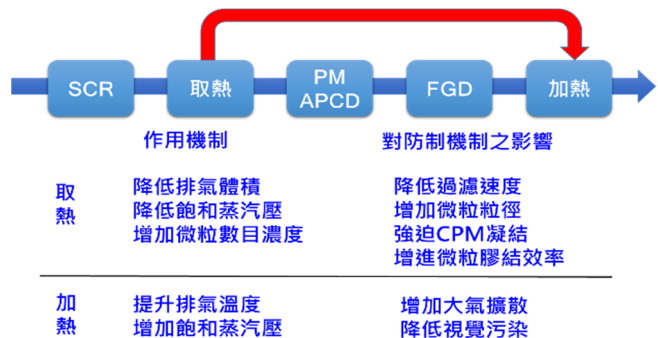 SCR 取熱 PM APCD FGD 加熱
作用機制 對防制機制之影響
取熱
降低排氣體積 降低過濾速度
降低飽和蒸汽壓 增加微粒粒徑
增加微粒數目濃度 強迫CPM凝結
增進微粒膠結效率
加熱
提升排氣溫度 增加大氣擴散
增加飽和蒸汽壓 降低視覺污染